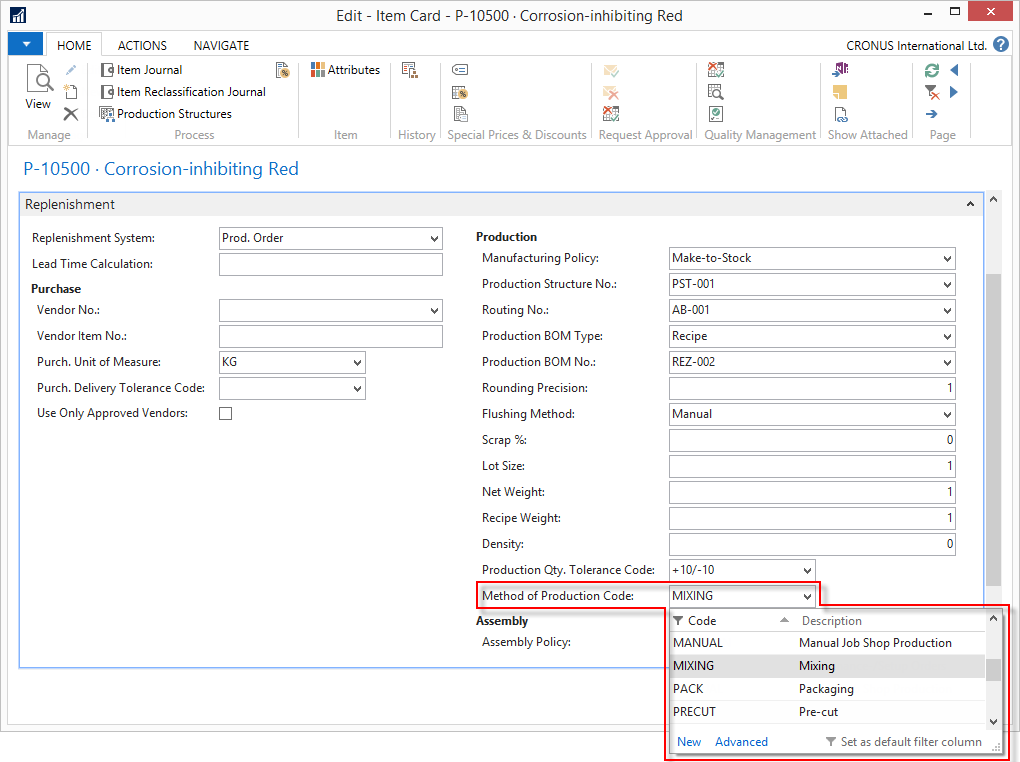 Edit - Item Card - P-10500 · Corrosion-inhibiting Red
HOME ACTIONS NAVIGATE CRONUS International Ltd.
Item Journal Attributes
View Item Reclassification Journal
Production Structures
Manage Process Item History Special Prices & Discounts Request Approval Quality Management Show Attached Page
P-10500 · Corrosion-inhibiting Red
Replenishment
Replenishment System: Prod. Order
Lead Time Calculation:
Purchase
Vendor No.:
Vendor Item No.:
Purch. Unit of Measure: KG
Purch. Delivery Tolerance Code:
Use Only Approved Vendors:
Production
Manufacturing Policy: Make-to-Stock
Production Structure No.: PST-001
Routing No.: AB-001
Production BOM Type: Recipe
Production BOM No.: REZ-002
Rounding Precision: 1
Flushing Method: Manual
Scrap %: 0
Lot Size: 1
Net Weight: 1
Recipe Weight: 1
Density: 0
Production Qty. Tolerance Code: +10/-10
Method of Production Code: MIXING
Assembly
Assembly Policy:
Code Description
MANUAL Manual Job Shop Production
MIXING Mixing
PACK Packaging
PRECUT Pre-cut
New Advanced Set as default filter column